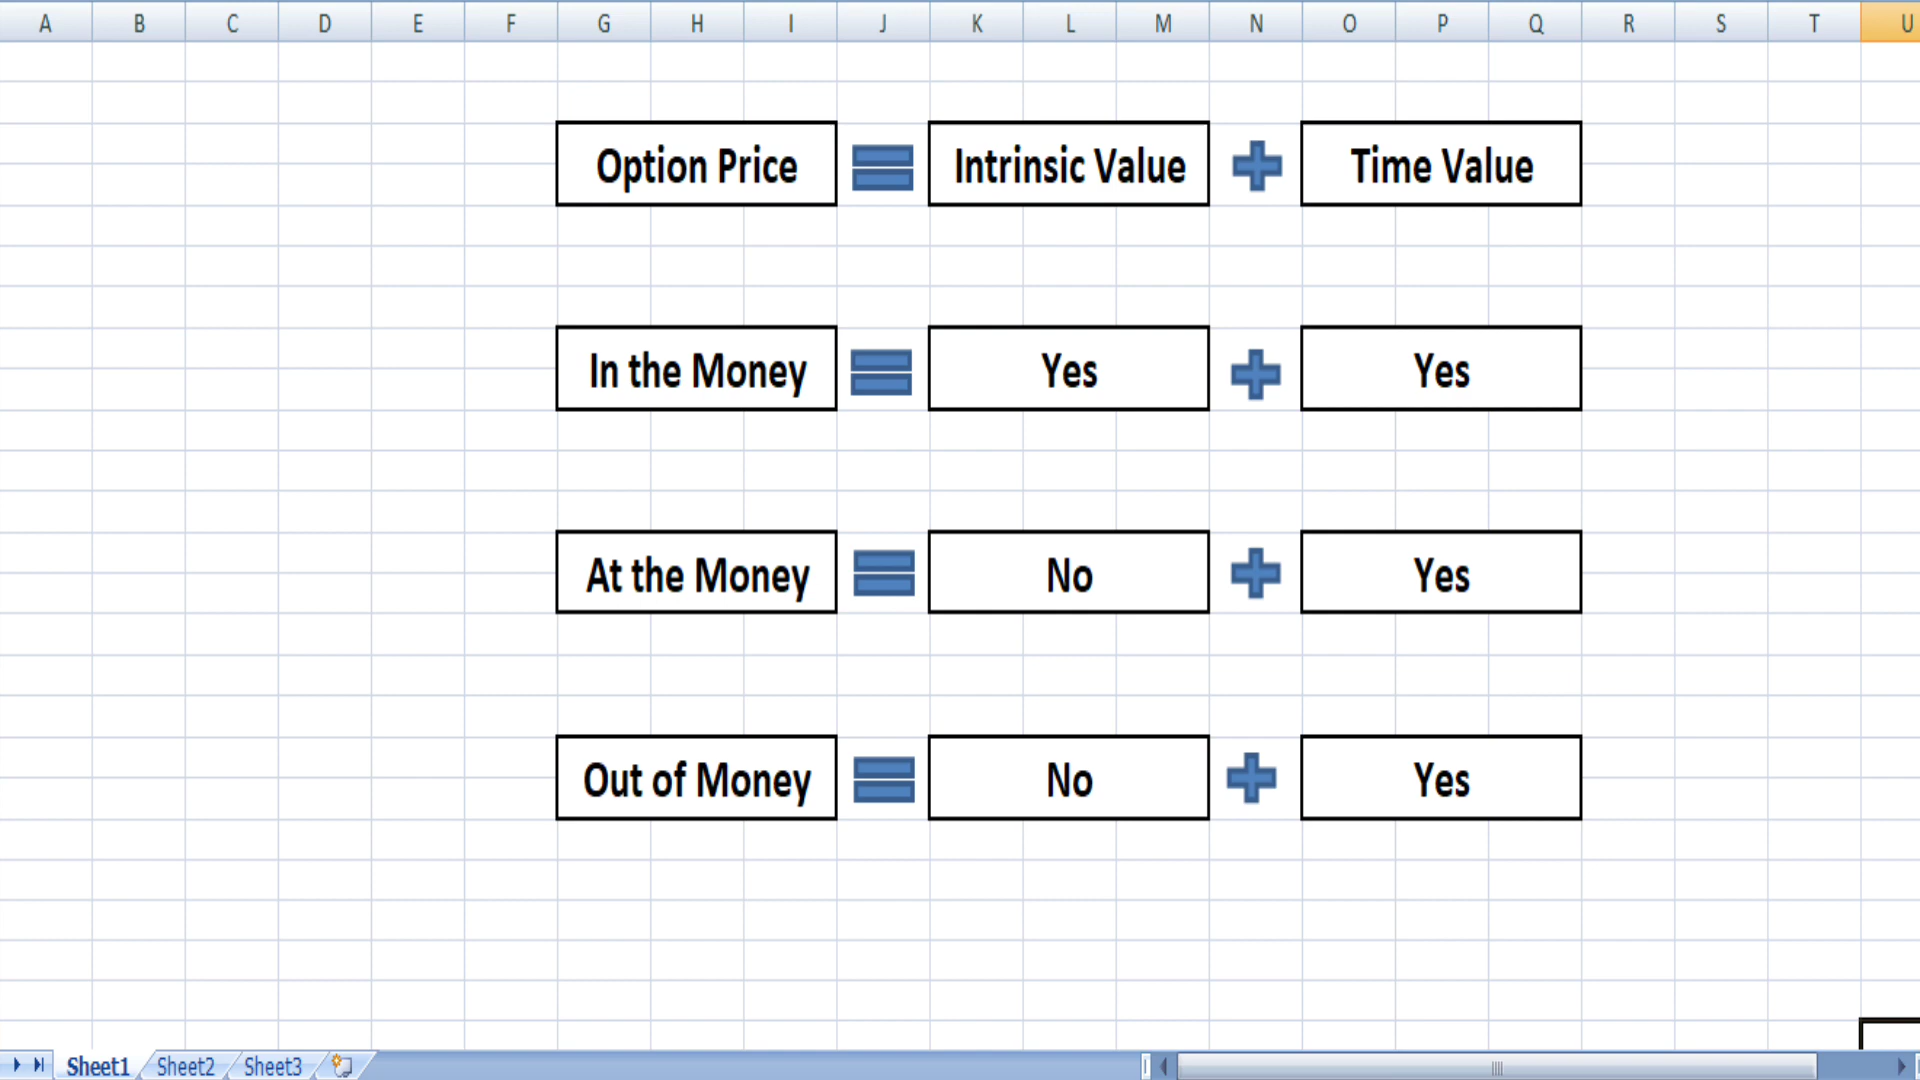 A B C D E F G H I J K L M N O P Q R S T U
Option Price Intrinsic Value Time Value
In the Money Yes Yes
At the Money No Yes
Out of Money No Yes
Sheet1 Sheet2 Sheet3